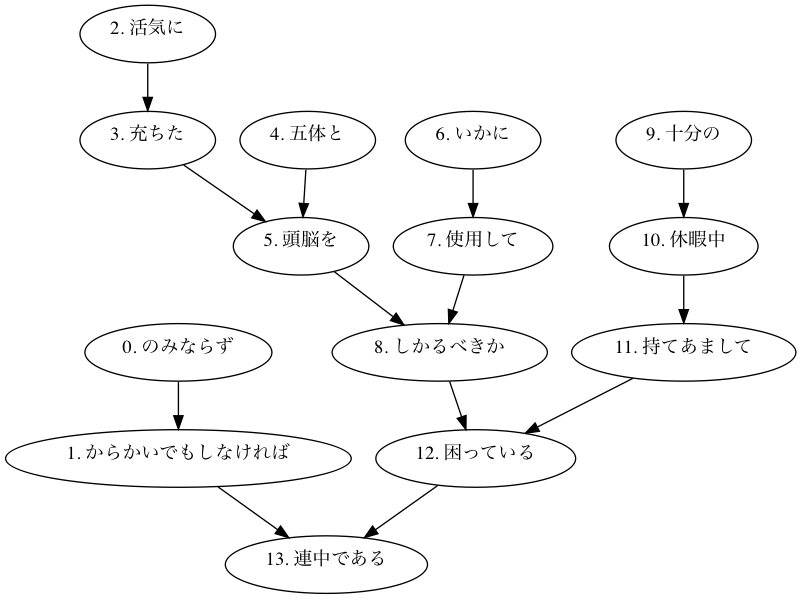 2. 活気に
3. 充ちた
4. 五体と
6. いかに
9. 十分の
5. 頭脳を
7. 使用して
10. 休暇中
0. のみならず
8. しかるべきか
11. 持てあまして
1. からかいでもしなければ
12. 困っている
13. 連中である